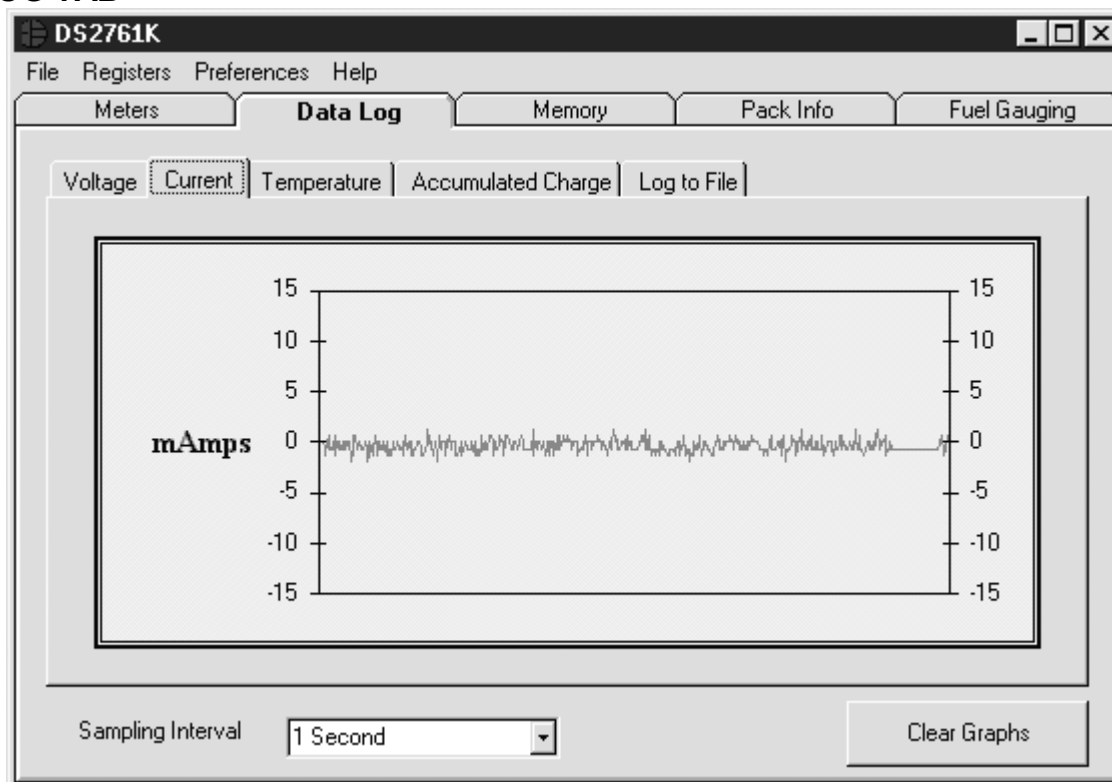 DS2761K
File Registers Preferences Help
Meters Data Log Memory Pack Info Fuel Gauging
Voltage Current Temperature Accumulated Charge Log to File
15 15
10 10
5 5
mAmps 0 0
-5 -5
-10 -10
-15 -15
Sampling Interval 1 Second Clear Graphs